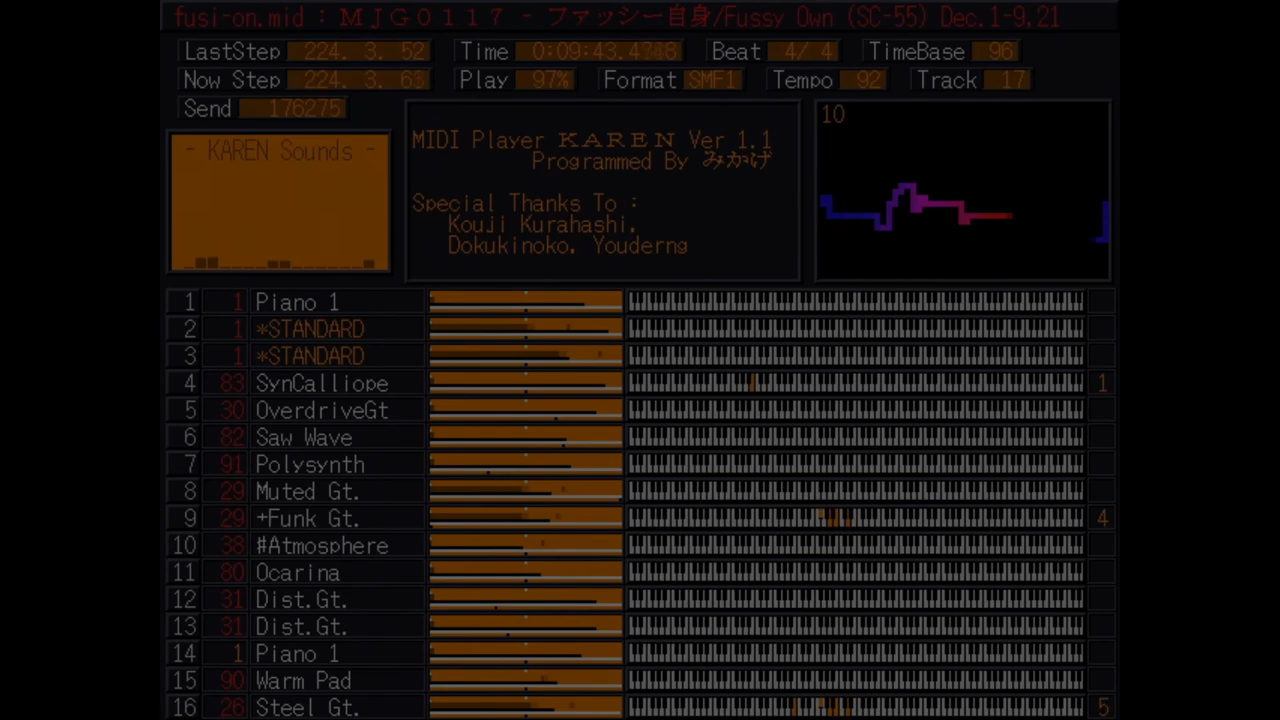 fusi-on.mid : ＭＪＧ０１１７ - ファッシー自身/Fussy Own (SC-55) Dec.1-9,21
LastStep 224. 3. 52 Time 0:09:43. Beat 4/ 4 TimeBase 96
Now Step 224. 3. Play 97% Format SMF1 Tempo 92 Track 17
Send 176275
- KAREN Sounds -
MIDI Player ＫＡＲＥＮ Ver 1.1
Programmed By みかげ
Special Thanks To :
Kouji Kurahashi.
Dokukinoko. Youderng
10
1 1 Piano 1
2 1 *STANDARD
3 1 *STANDARD
4 83 SynCalliope 1
5 30 OverdriveGt
6 82 Saw Wave
7 91 Polysynth
8 29 Muted Gt.
9 29 +Funk Gt. 4
10 38 #Atmosphere
11 80 Ocarina
12 31 Dist.Gt.
13 31 Dist.Gt.
14 1 Piano 1
15 90 Warm Pad
16 26 Steel Gt. 5